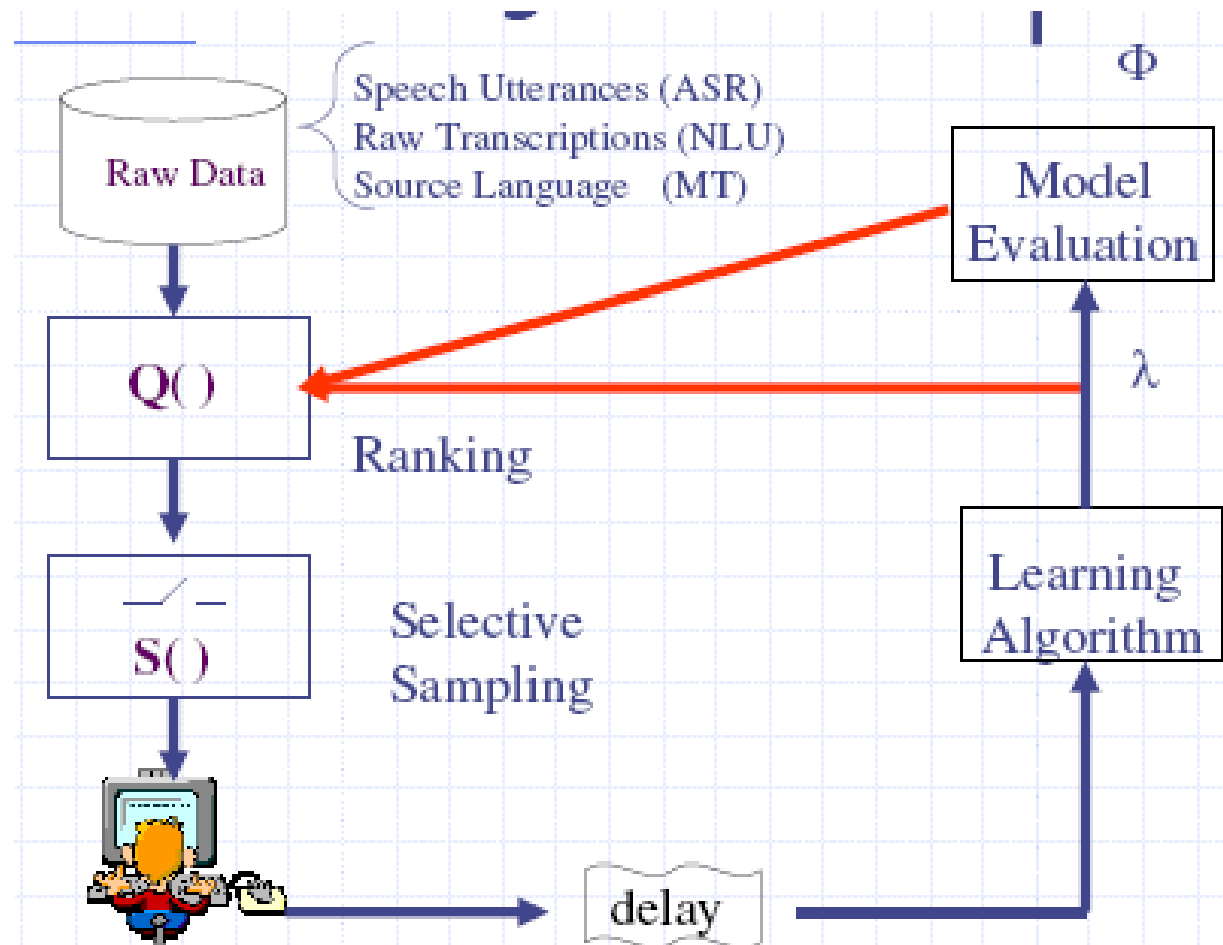 Φ
Speech Utterances (ASR)
Raw Transcriptions (NLU)
Source Language (MT)
Raw Data
Model
Evaluation
Q( )
λ
Ranking
Learning
Algorithm
S( )
Selective
Sampling
delay